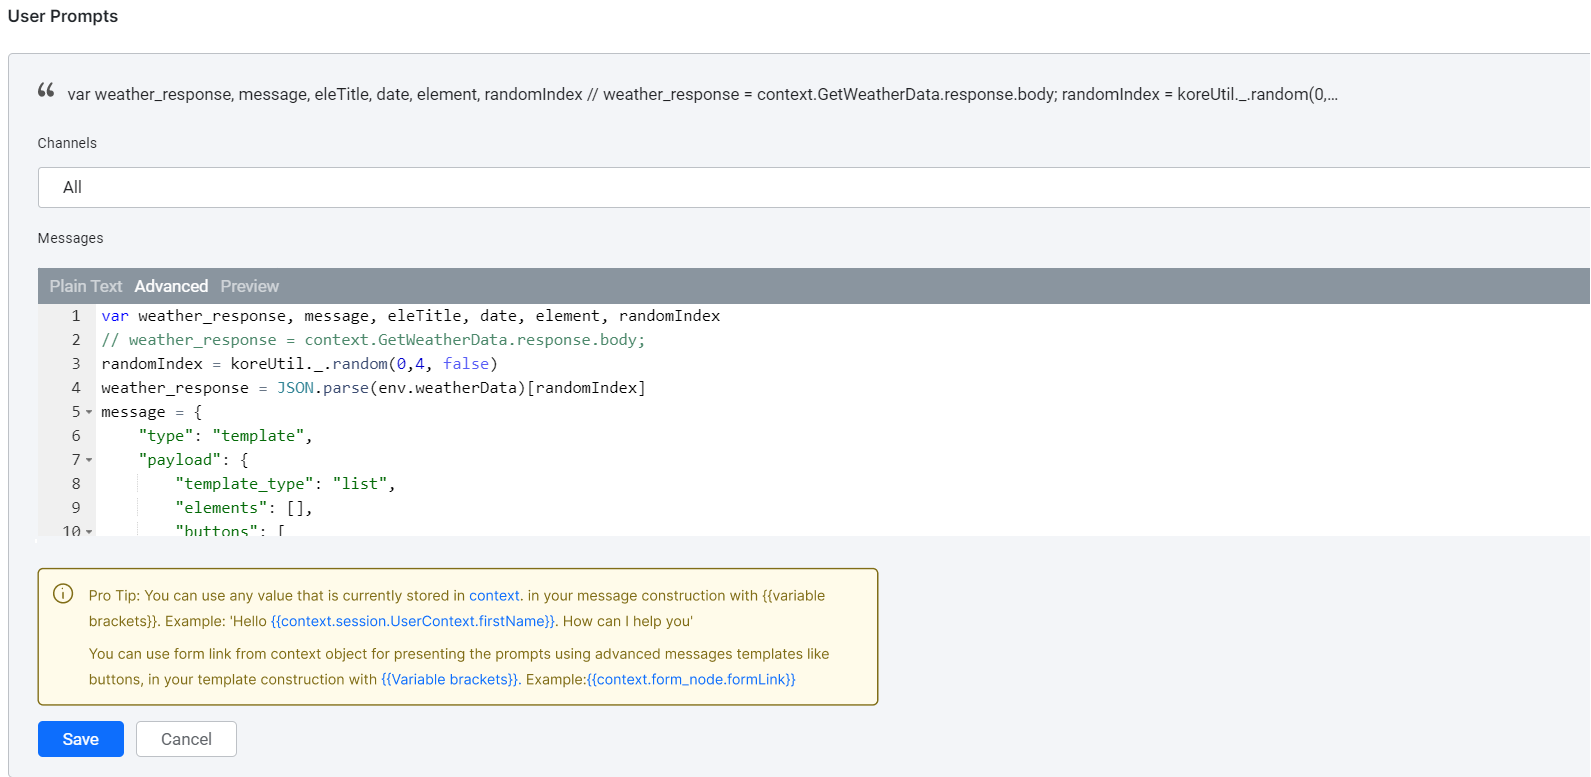 User Prompts
“ var weather_response, message, eleTitle, date, element, randomIndex // weather_response = context.GetWeatherData.response.body; randomIndex = koreUtil._.random(0,...
Channels
All
Messages
Plain Text Advanced Preview
1 var weather_response, message, eleTitle, date, element, randomIndex
2 // weather_response = context.GetWeatherData.response.body;
3 randomIndex = koreUtil._.random(0,4, false)
4 weather_response = JSON.parse(env.weatherData)[randomIndex]
5 message = {
6 "type": "template",
7 "payload": {
8 "template_type": "list",
9 "elements": [],
10 "buttons": [
Pro Tip: You can use any value that is currently stored in context. in your message construction with {{variable
brackets}}. Example: 'Hello {{context.session.UserContext.firstName}}. How can I help you'
You can use form link from context object for presenting the prompts using advanced messages templates like
buttons, in your template construction with {{Variable brackets}}. Example:{{context.form_node.formLink}}
Save Cancel